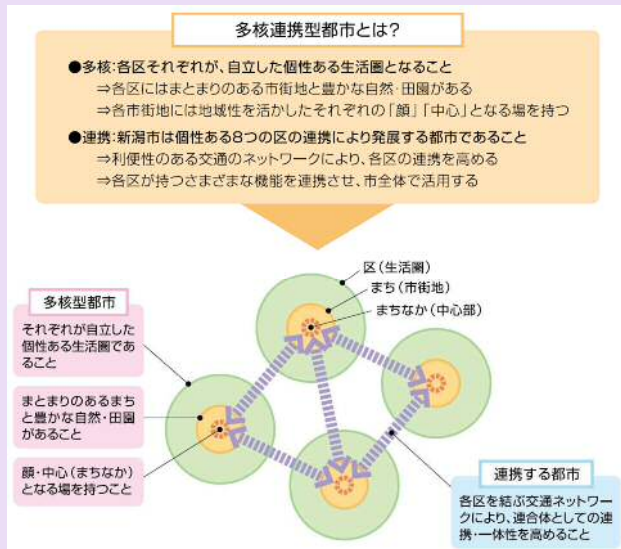 多核連携型都市とは?
●多核:各区それぞれが、自立した個性ある生活圏となること
⇒各区にはまとまりのある市街地と豊かな自然・田園がある
⇒各市街地には地域性を活かしたそれぞれの「顔」「中心」となる場を持つ
●連携:新潟市は個性ある8つの区の連携により発展する都市であること
⇒利便性のある交通のネットワークにより、各区の連携を高める
⇒各区が持つさまざまな機能を連携させ、市全体で活用する
区(生活圏)
まち(市街地)
まちなか(中心部)
多核型都市
それぞれが自立した
個性ある生活圏であ
ること
まとまりのあるまち
と豊かな自然・田園
があること
顔・中心(まちなか)
となる場を持つこと
連携する都市
各区を結ぶ交通ネットワー
クにより、連合体としての連
携・一体性を高めること